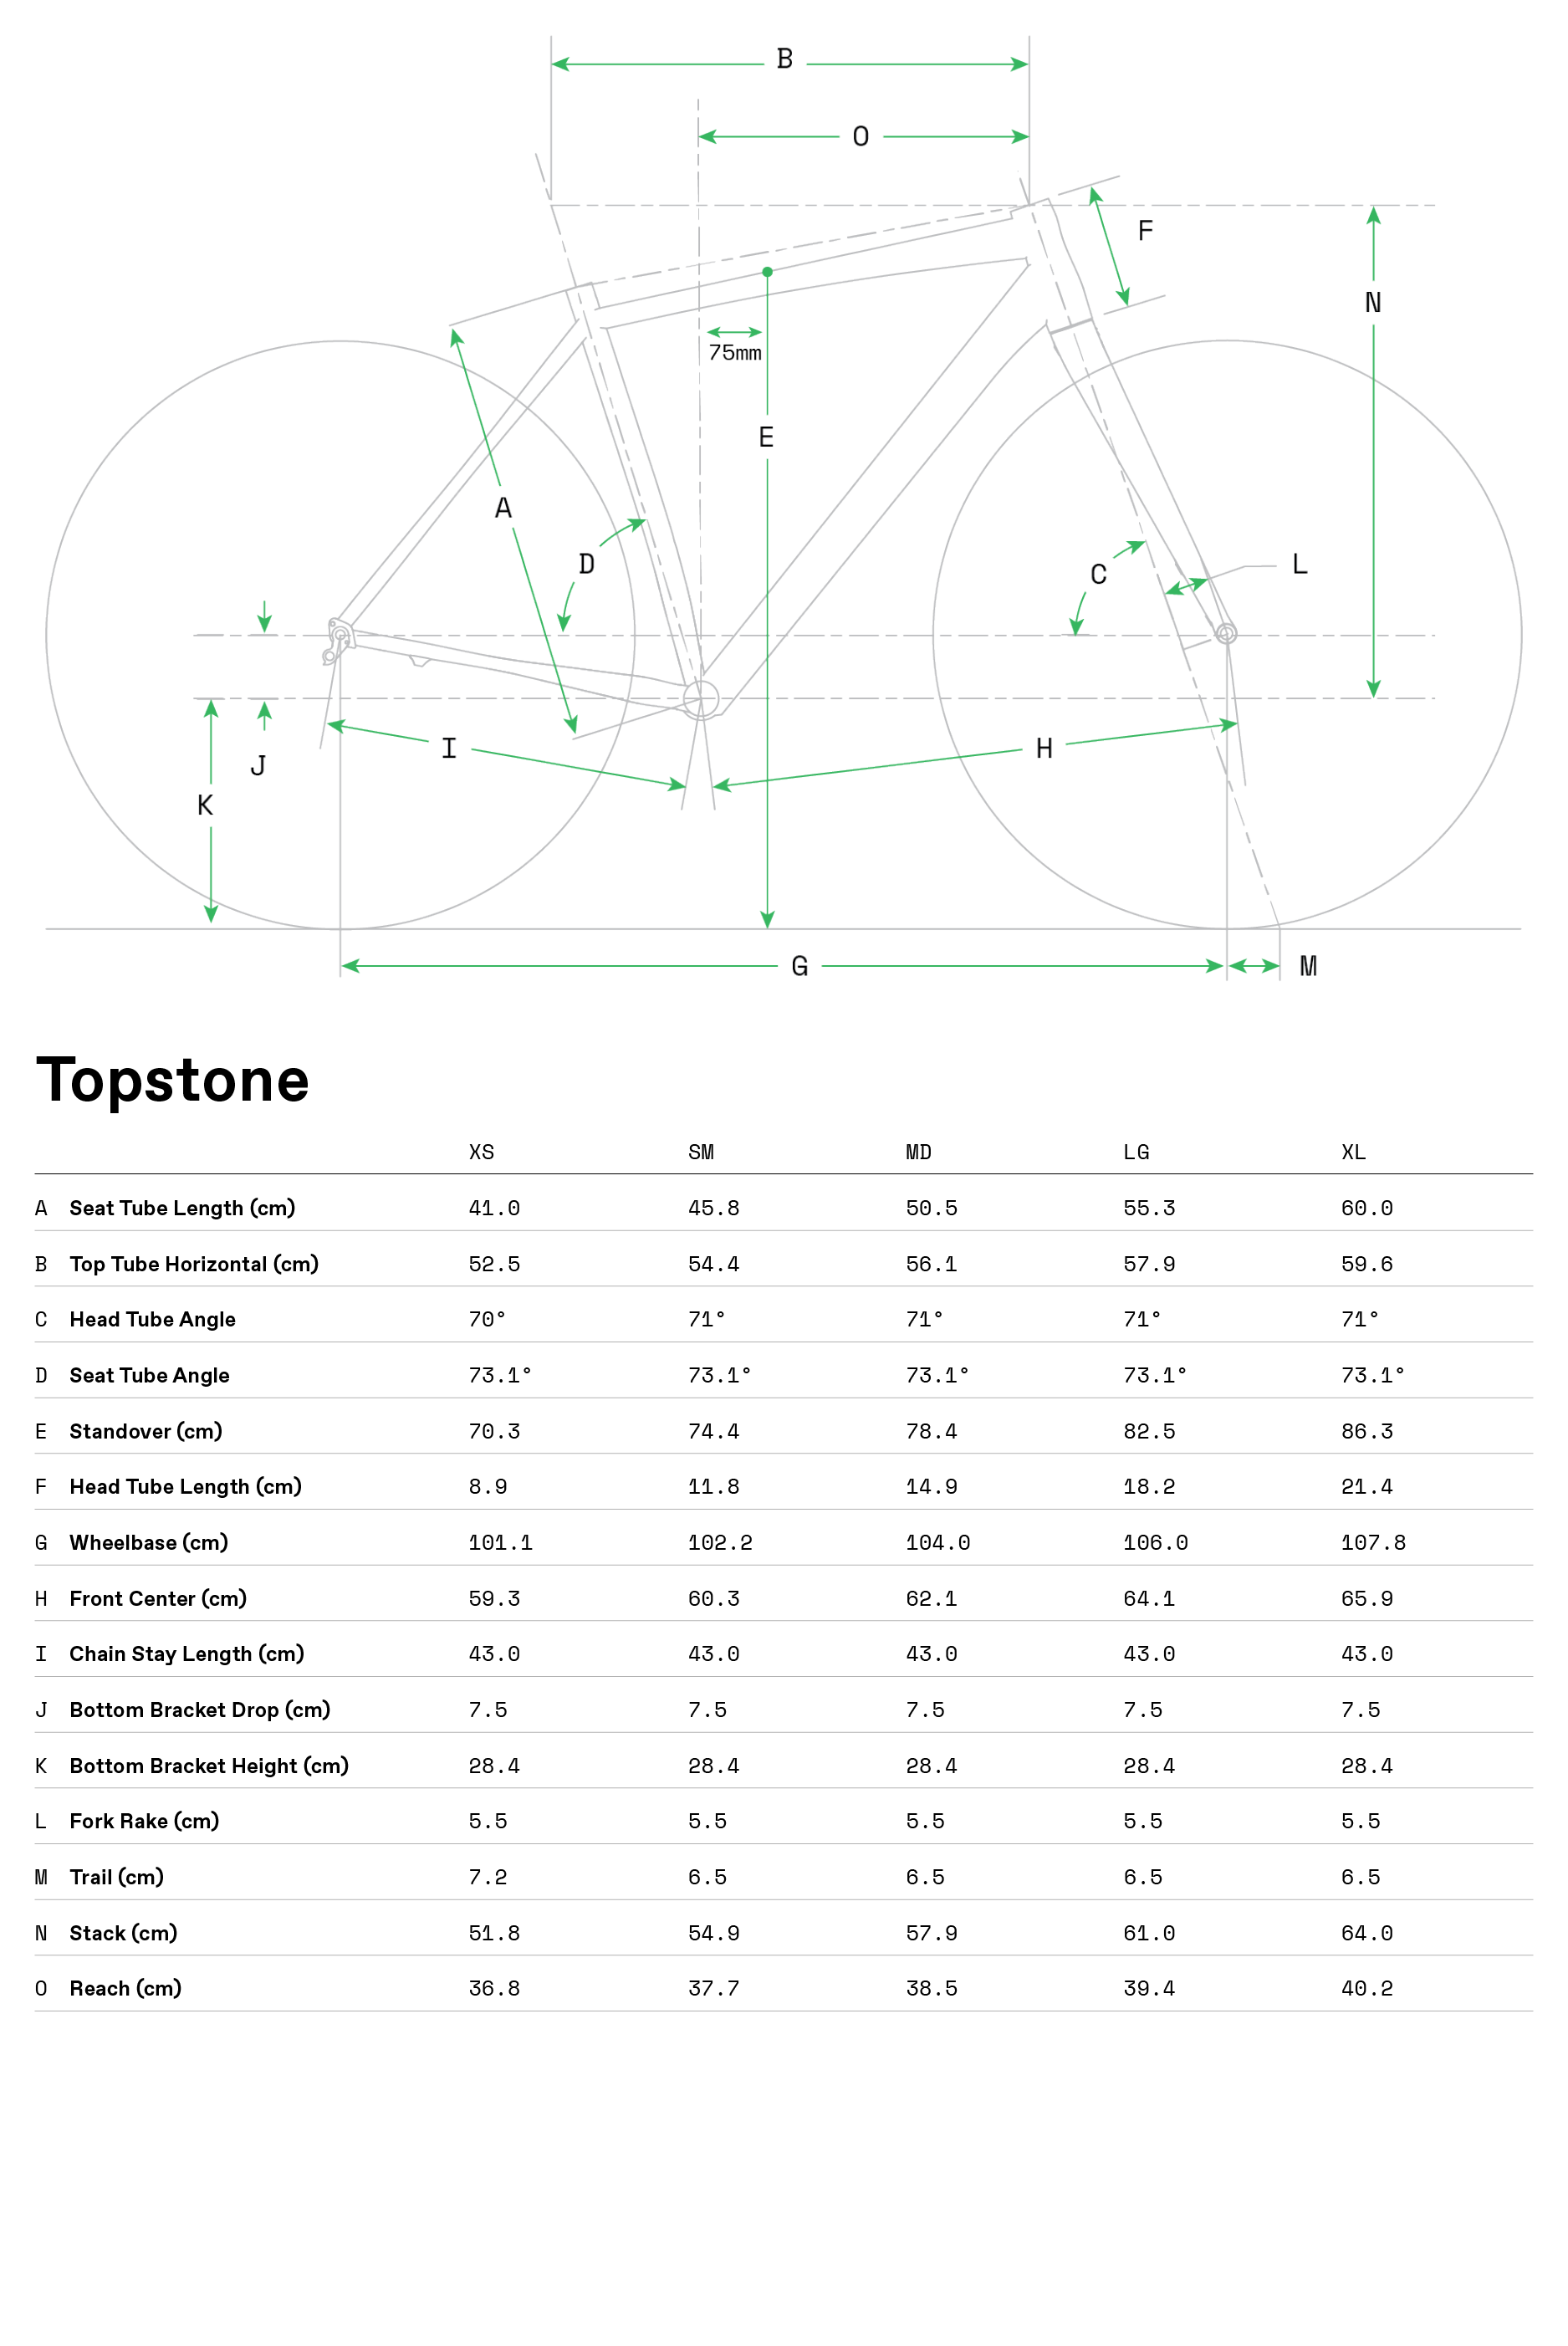 B
O
F
N
75mm
E
A
D
C
L
I
H
J
K
G
M
Topstone
XS SM MD LG XL
A Seat Tube Length (cm) 41.0 45.8 50.5 55.3 60.0
B Top Tube Horizontal (cm) 52.5 54.4 56.1 57.9 59.6
C Head Tube Angle 70° 71° 71° 71° 71°
D Seat Tube Angle 73.1° 73.1° 73.1° 73.1° 73.1°
E Standover (cm) 70.3 74.4 78.4 82.5 86.3
F Head Tube Length (cm) 8.9 11.8 14.9 18.2 21.4
G Wheelbase (cm) 101.1 102.2 104.0 106.0 107.8
H Front Center (cm) 59.3 60.3 62.1 64.1 65.9
I Chain Stay Length (cm) 43.0 43.0 43.0 43.0 43.0
J Bottom Bracket Drop (cm) 7.5 7.5 7.5 7.5 7.5
K Bottom Bracket Height (cm) 28.4 28.4 28.4 28.4 28.4
L Fork Rake (cm) 5.5 5.5 5.5 5.5 5.5
M Trail (cm) 7.2 6.5 6.5 6.5 6.5
N Stack (cm) 51.8 54.9 57.9 61.0 64.0
O Reach (cm) 36.8 37.7 38.5 39.4 40.2